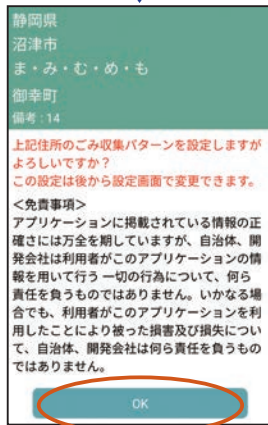 静岡県
沼津市
ま・み・む・め・も
御幸町
備考:14
上記住所のごみ収集パターンを設定しますが
よろしいですか？
この設定は後から設定画面で変更できます。
＜免責事項＞
アプリケーションに掲載されている情報の正
確さには万全を期していますが、自治体、開
発会社は利用者がこのアプリケーションの情
報を用いて行う 一切の行為について、何ら
責任を負うものではありません。いかなる場
合でも、利用者がこのアプリケーションを利
用したことにより被った損害及び損失につい
て、自治体、開発会社は何ら責任を負うもの
ではありません。
OK